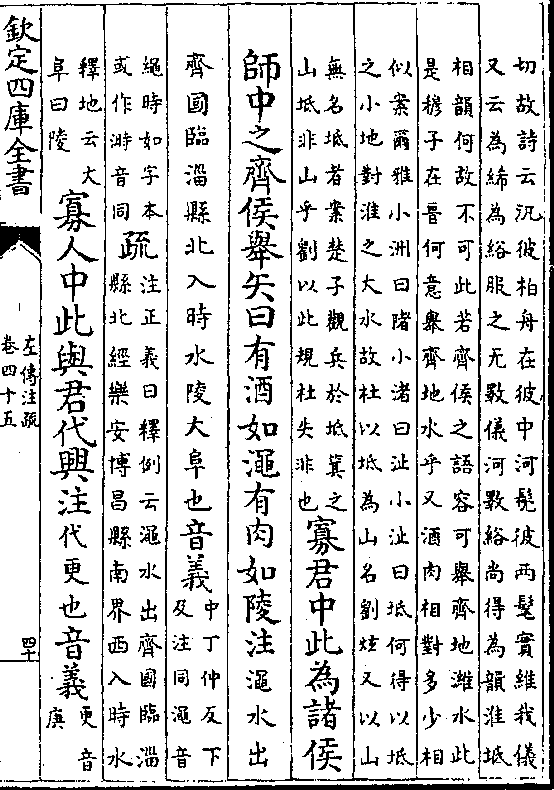 切故詩云汎彼柏舟在彼中河髧彼兩髦實維我儀
又云為絺為綌服之无斁儀河斁綌尚得為韻淮坻
相韻何故不可此若齊侯之語容可舉齊地濰水此
是穆子在晉何意舉齊地水乎又酒肉相對多少相
似案爾雅小洲曰陼小渚曰沚小沚曰坻何得以坻
之小地對淮之大水故杜以坻為山名劉炫又以山
無名坻者案楚子觀兵於坻箕之
山坻非山乎劉以此規杜失非也
寡君中此為諸侯
師中之齊侯舉矢曰有酒如澠有肉如陵注澠水出
齊國臨淄縣北入時水陵大阜也音義
中丁仲反下
及注同澠音
繩時如字本
或作溡音同
疏
注正義曰釋例云澠水出齊國臨淄
縣北經樂安博昌縣南界西入時水
釋地云大
阜曰陵
寡人中此與君代興注代更也音義
更音
庚
欽定四庫全書
左傳注疏
卷四十五
四十